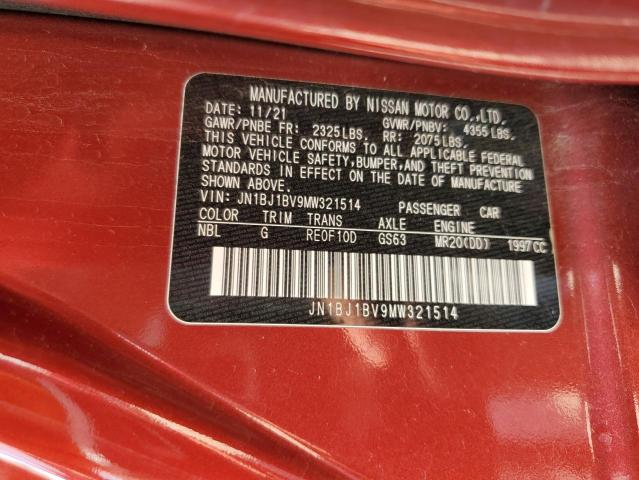 MANUFACTURED BY NISSAN MOTOR CO.,LTD.
DATE: 11/21 GVWR/PNBV: 4355 LBS.
GAWR/PNBE FR: 2325 LBS, RR: 2075 LBS.
THIS VEHICLE CONFORMS TO ALL APPLICABLE FEDERAL
MOTOR VEHICLE SAFETY,BUMPER,AND THEFT PREVENTION
STANDARDS IN EFFECT ON THE DATE OF MANUFACTURE
SHOWN ABOVE.
VIN: JN1BJ1BV9MW321514 PASSENGER CAR
COLOR TRIM TRANS AXLE ENGINE
NBL G RE0F10D GS63 MR20(DD) 1997CC
JN1BJ1BV9MW321514